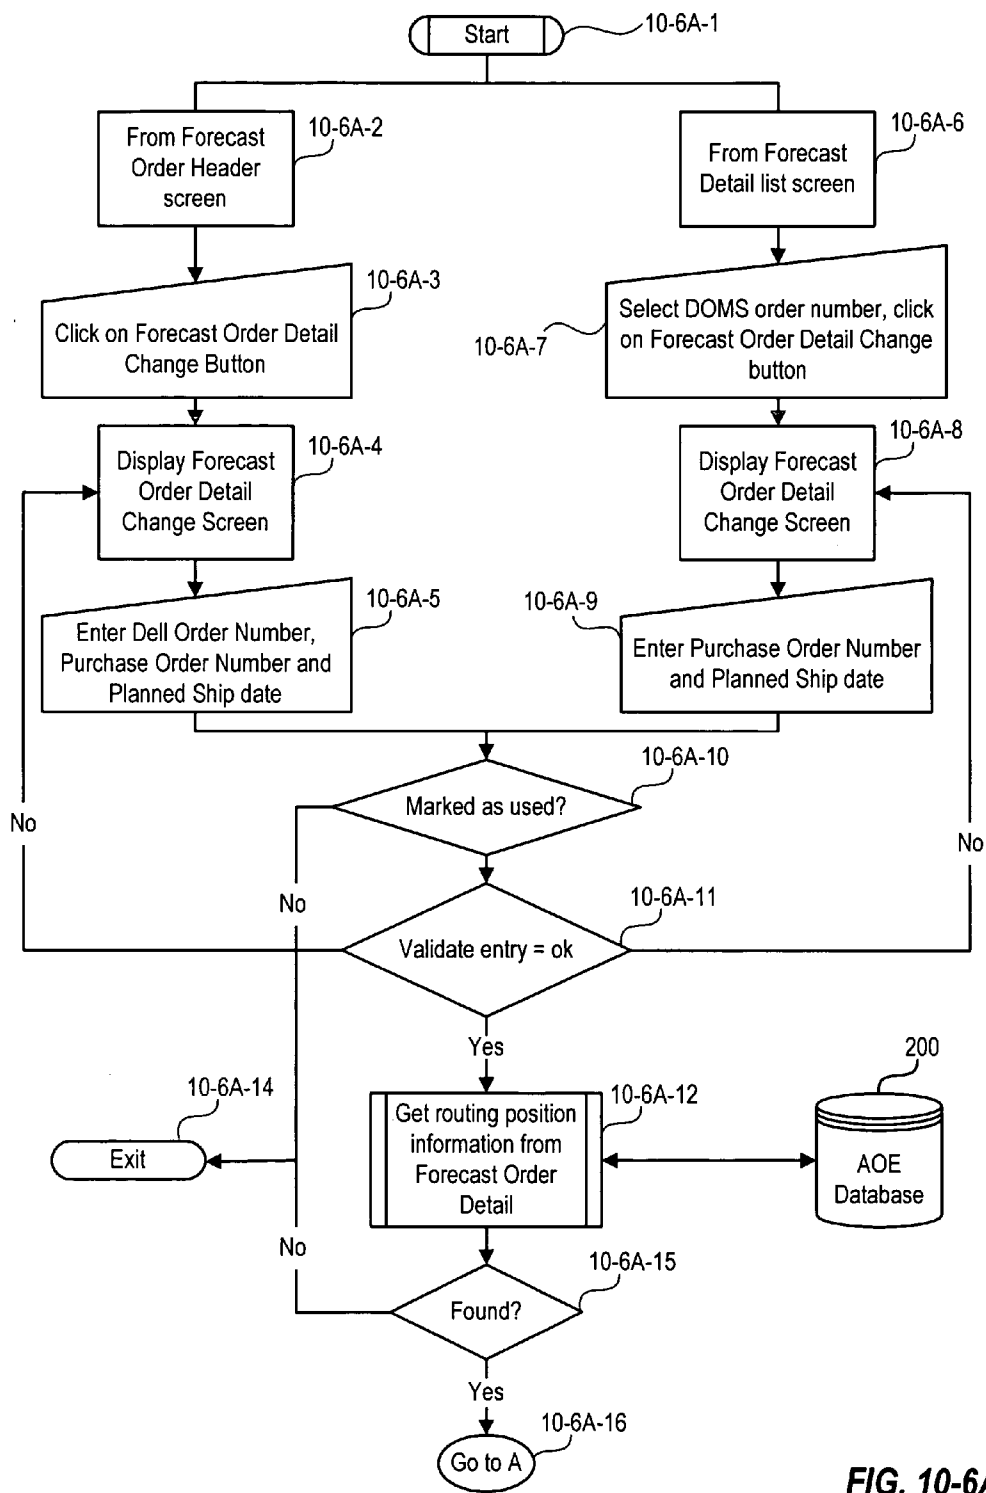 Start
10-6A-1
From Forecast
Order Header
screen
10-6A-2
From Forecast
Detail list screen
10-6A-6
Click on Forecast Order Detail
Change Button
10-6A-3
Select DOMS order number, click
on Forecast Order Detail Change
button
10-6A-7
Display Forecast
Order Detail
Change Screen
10-6A-4
Display Forecast
Order Detail
Change Screen
10-6A-8
Enter Dell Order Number,
Purchase Order Number and
Planned Ship date
10-6A-5
Enter Purchase Order Number
and Planned Ship date
10-6A-9
Marked as used?
10-6A-10
No
No
No
Validate entry = ok
10-6A-11
Yes
Get routing position
information from
Forecast Order
Detail
10-6A-12
200
AOE
Database
10-6A-14
Exit
No
Found?
10-6A-15
Yes
Go to A
10-6A-16
FIG. 10-6A